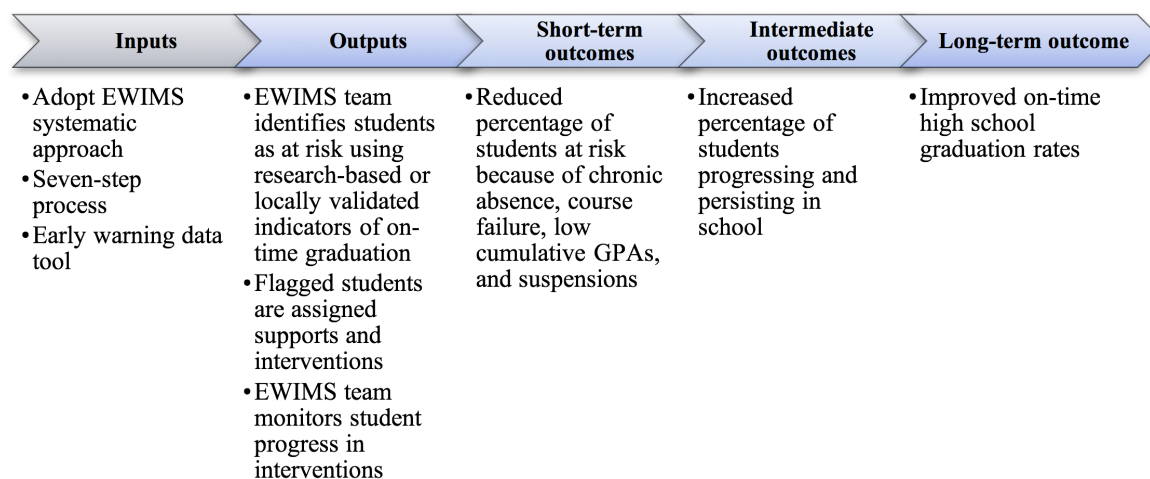 Inputs
Outputs
Short-term
outcomes
Intermediate
outcomes
Long-term outcome
•Adopt EWIMS
systematic
approach
•Seven-step
process
•Early warning data
tool
•EWIMS team
identifies students
as at risk using
research-based or
locally validated
indicators of on-
time graduation
•Flagged students
are assigned
supports and
interventions
•EWIMS team
monitors student
progress in
interventions
•Reduced
percentage of
students at risk
because of chronic
absence, course
failure, low
cumulative GPAs,
and suspensions
•Increased
percentage of
students
progressing and
persisting in
school
•Improved on-time
high school
graduation rates